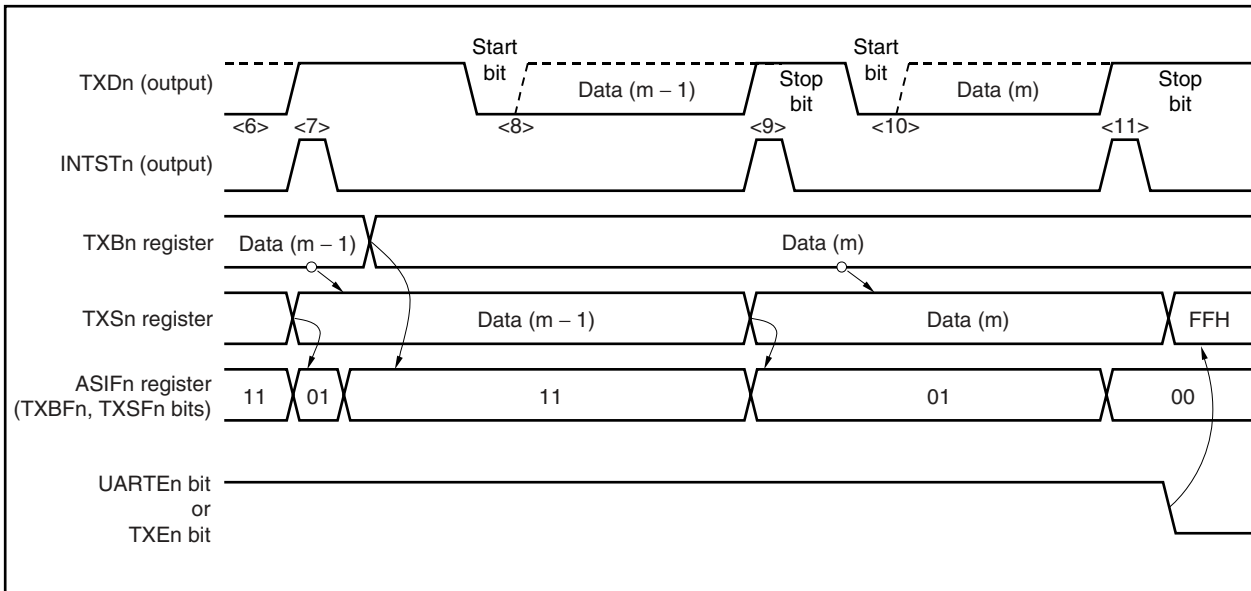 TXDn (output)
Start
bit
Data (m – 1)
Stop
bit
Start
bit
Data (m)
Stop
bit
<6> <7> <8> <9> <10> <11>
INTSTn (output)
TXBn register
Data (m – 1)
Data (m)
TXSn register
Data (m – 1)
Data (m)
FFH
ASIFn register
(TXBFn, TXSFn bits)
11 01 11 01 00
UARTEn bit
or
TXEn bit